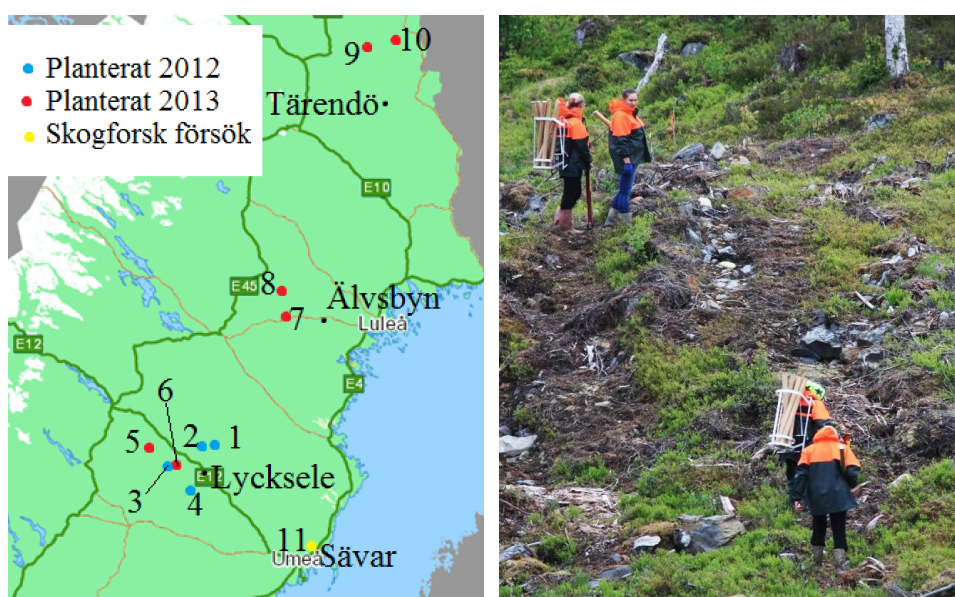 Planterat 2012
Planterat 2013
Skogforsk försök
9
10
Tärendö
E10
8
E45
Älvsbyn
7
Luleå
E12
E4
6
5
2
1
E12
Lycksele
3
4
11
Sävar
Umeå